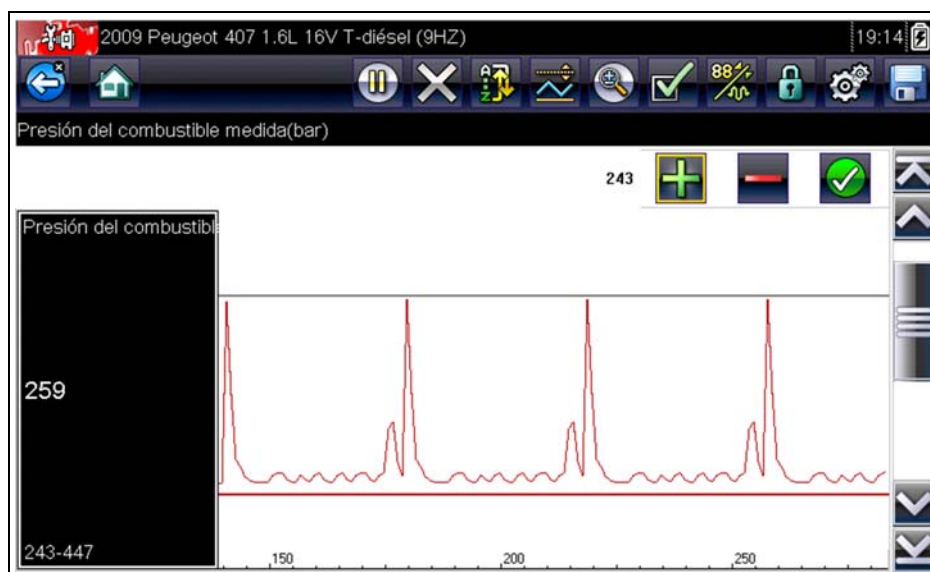 2009 Peugeot 407 1.6L 16V T-diésel (9HZ) 19:14
Presión del combustible medida(bar)
243
Presión del combustibl
259
243-447
150 200 250